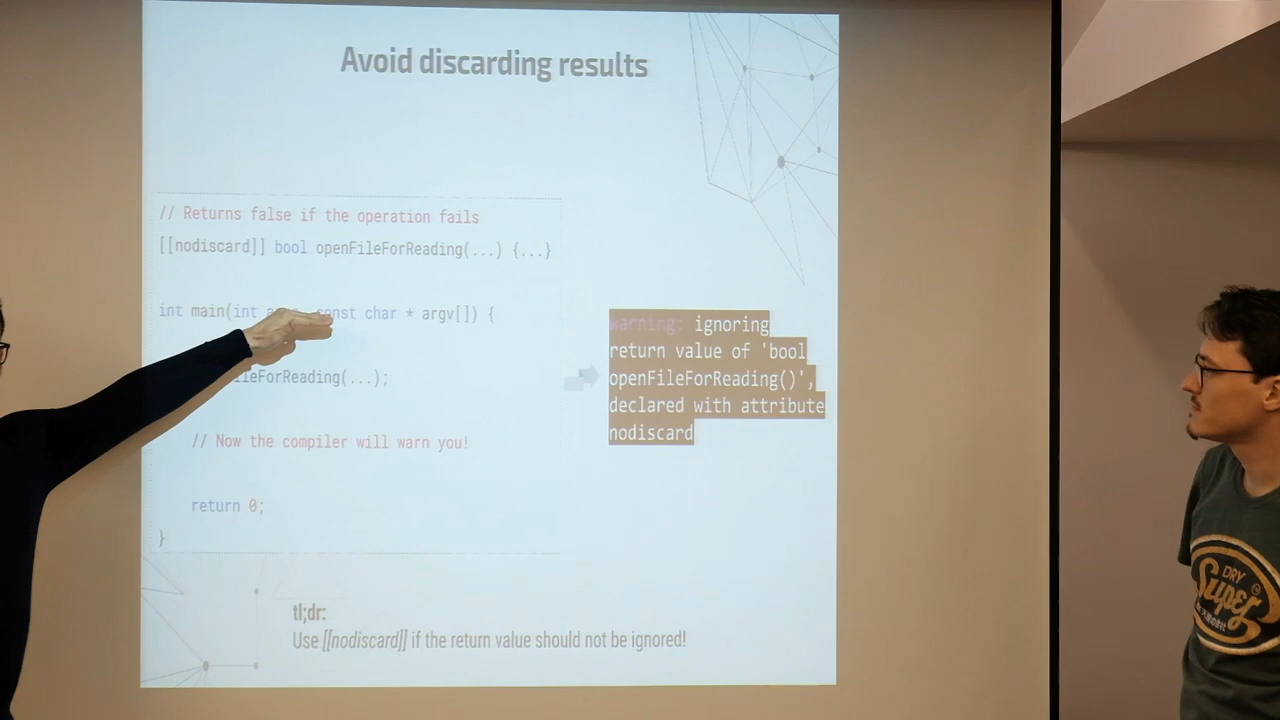 Avoid discarding results
// Returns false if the operation fails
[[nodiscard]] bool openFileForReading(...) {...}
int main(int const char * argv[]) {
leForReading(...);
// Now the compiler will warn you!
return 0;
}
warning: ignoring
return value of 'bool
openFileForReading()',
declared with attribute
nodiscard
tl;dr:
Use [[nodiscard]] if the return value should not be ignored!
DRY
Super